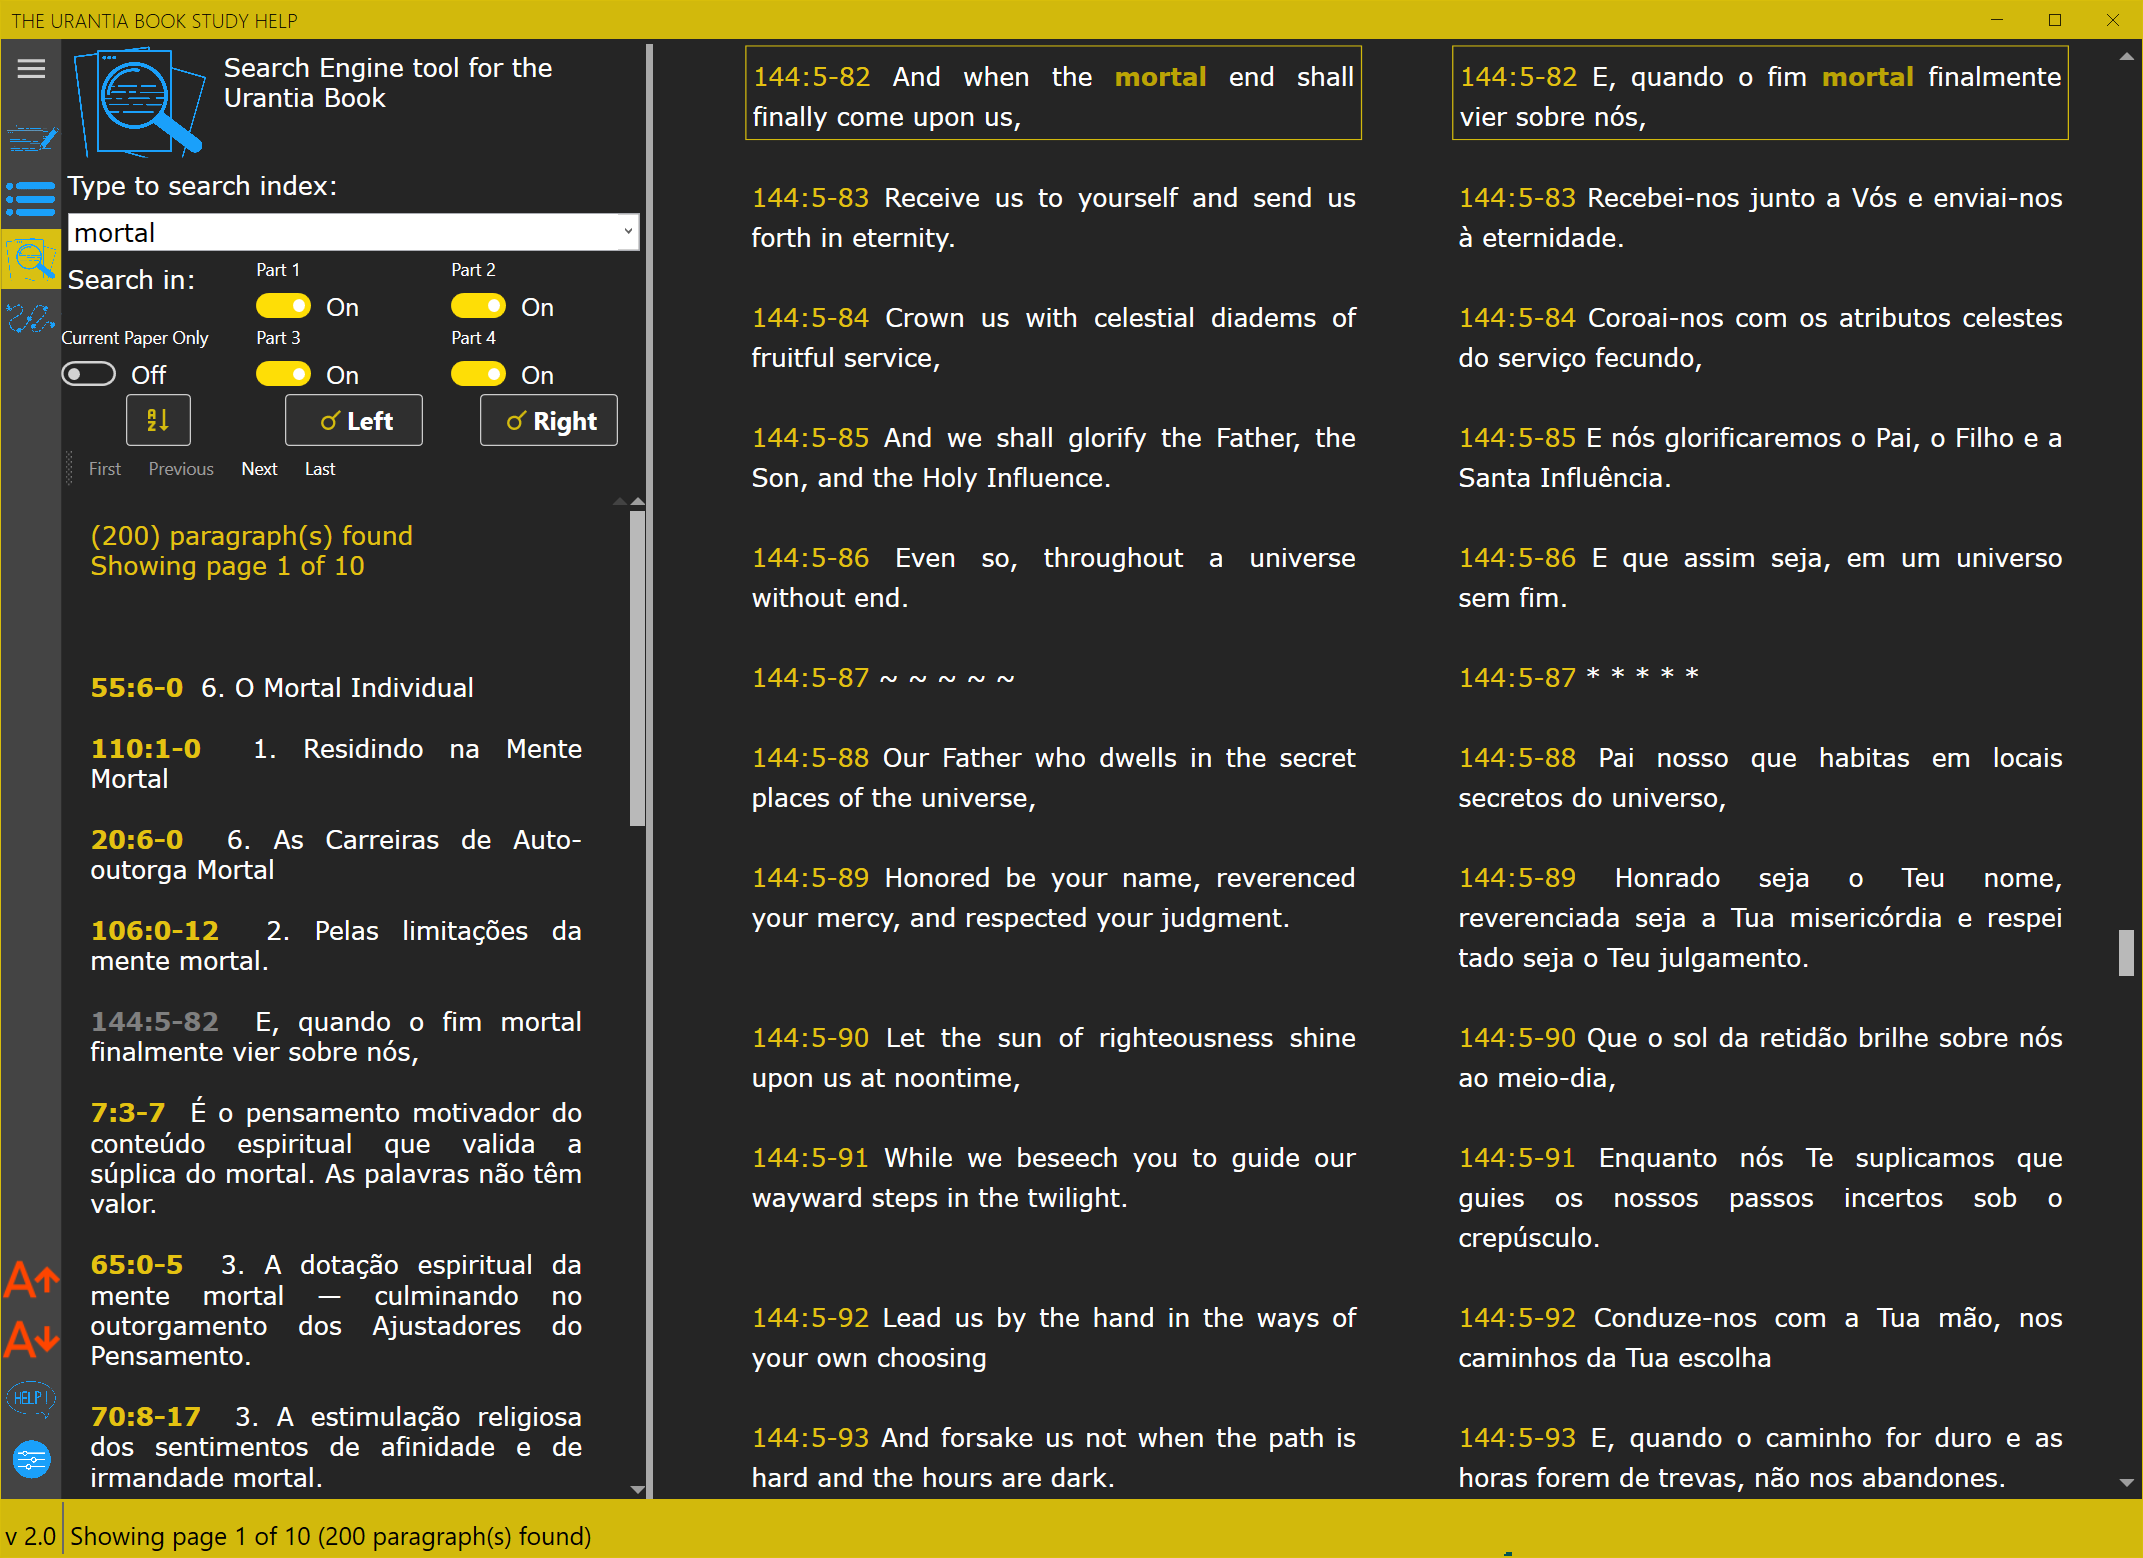 THE URANTIA BOOK STUDY HELP
Search Engine tool for the
Urantia Book
Type to search index:
mortal
Search in:
Part 1
On
Part 2
On
Current Paper Only
Off
Part 3
On
Part 4
On
A
Z
Left
Right
First Previous Next Last
(200) paragraph(s) found
Showing page 1 of 10
55:6-0 6. O Mortal Individual
110:1-0 1. Residindo na Mente
Mortal
20:6-0 6. As Carreiras de Auto-
outorga Mortal
106:0-12 2. Pelas limitações da
mente mortal.
144:5-82 E, quando o fim mortal
finalmente vier sobre nós,
7:3-7 É o pensamento motivador do
conteúdo espiritual que valida a
súplica do mortal. As palavras não têm
valor.
65:0-5 3. A dotação espiritual da
mente mortal — culminando no
outorgamento dos Ajustadores do
Pensamento.
70:8-17 3. A estimulação religiosa
dos sentimentos de afinidade e de
irmandade mortal.
A
A
HELP!
144:5-82 And when the mortal end shall
finally come upon us,
144:5-83 Receive us to yourself and send us
forth in eternity.
144:5-84 Crown us with celestial diadems of
fruitful service,
144:5-85 And we shall glorify the Father, the
Son, and the Holy Influence.
144:5-86 Even so, throughout a universe
without end.
144:5-87 ~ ~ ~ ~ ~
144:5-88 Our Father who dwells in the secret
places of the universe,
144:5-89 Honored be your name, reverenced
your mercy, and respected your judgment.
144:5-90 Let the sun of righteousness shine
upon us at noontime,
144:5-91 While we beseech you to guide our
wayward steps in the twilight.
144:5-92 Lead us by the hand in the ways of
your own choosing
144:5-93 And forsake us not when the path is
hard and the hours are dark.
144:5-82 E, quando o fim mortal finalmente
vier sobre nós,
144:5-83 Recebei-nos junto a Vós e enviai-nos
à eternidade.
144:5-84 Coroai-nos com os atributos celestes
do serviço fecundo,
144:5-85 E nós glorificaremos o Pai, o Filho e a
Santa Influência.
144:5-86 E que assim seja, em um universo
sem fim.
144:5-87 * * * * *
144:5-88 Pai nosso que habitas em locais
secretos do universo,
144:5-89 Honrado seja o Teu nome,
reverenciada seja a Tua misericórdia e respei
tado seja o Teu julgamento.
144:5-90 Que o sol da retidão brilhe sobre nós
ao meio-dia,
144:5-91 Enquanto nós Te suplicamos que
guies os nossos passos incertos sob o
crepúsculo.
144:5-92 Conduze-nos com a Tua mão, nos
caminhos da Tua escolha
144:5-93 E, quando o caminho for duro e as
horas forem de trevas, não nos abandones.
v 2.0 Showing page 1 of 10 (200 paragraph(s) found)